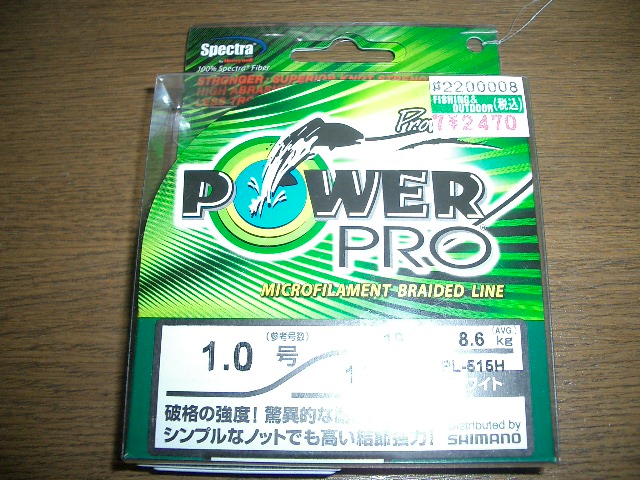 Spectra
100% Spectra Fiber
STRONGER · SUPERIOR KNOT
HIGH
LESS
#2200008
FISHING & OUTDOOR (税込)
7¥2470
POWER
PRO
MICROFILAMENT BRAIDED LINE
(参考号数)
1.0 号
8.6 kg (AVG)
PL-515H
破格の強度! 驚異的な
シンプルなノットでも高い結節強力!
Distributed by
SHIMANO